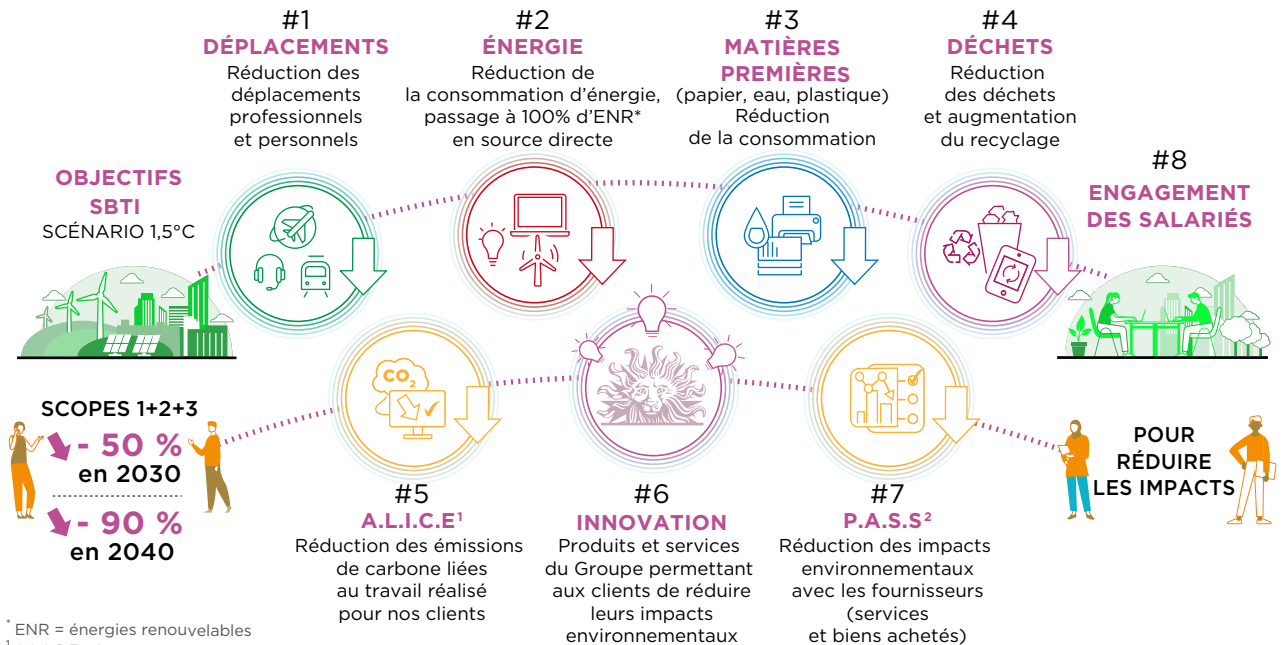 #1
DÉPLACEMENTS
Réduction des
déplacements
professionnels
et personnels
#2
ÉNERGIE
Réduction de
la consommation d'énergie,
passage à 100% d'ENR*
en source directe
#3
MATIÈRES
PREMIÈRES
(papier, eau, plastique)
Réduction
de la consommation
#4
DÉCHETS
Réduction
des déchets
et augmentation
du recyclage
#8
ENGAGEMENT
DES SALARIÉS
OBJECTIFS
SBTI
SCÉNARIO 1,5°C
SCOPES 1+2+3
- 50 %
en 2030
- 90 %
en 2040
CO2
POUR
RÉDUIRE
LES IMPACTS
#5
A.L.I.C.E¹
Réduction des émissions
de carbone liées
au travail réalisé
pour nos clients
#6
INNOVATION
Produits et services
du Groupe permettant
aux clients de réduire
leurs impacts
environnementaux
#7
P.A.S.S²
Réduction des impacts
environnementaux
avec les fournisseurs
(services
et biens achetés)
* ENR = énergies renouvelables